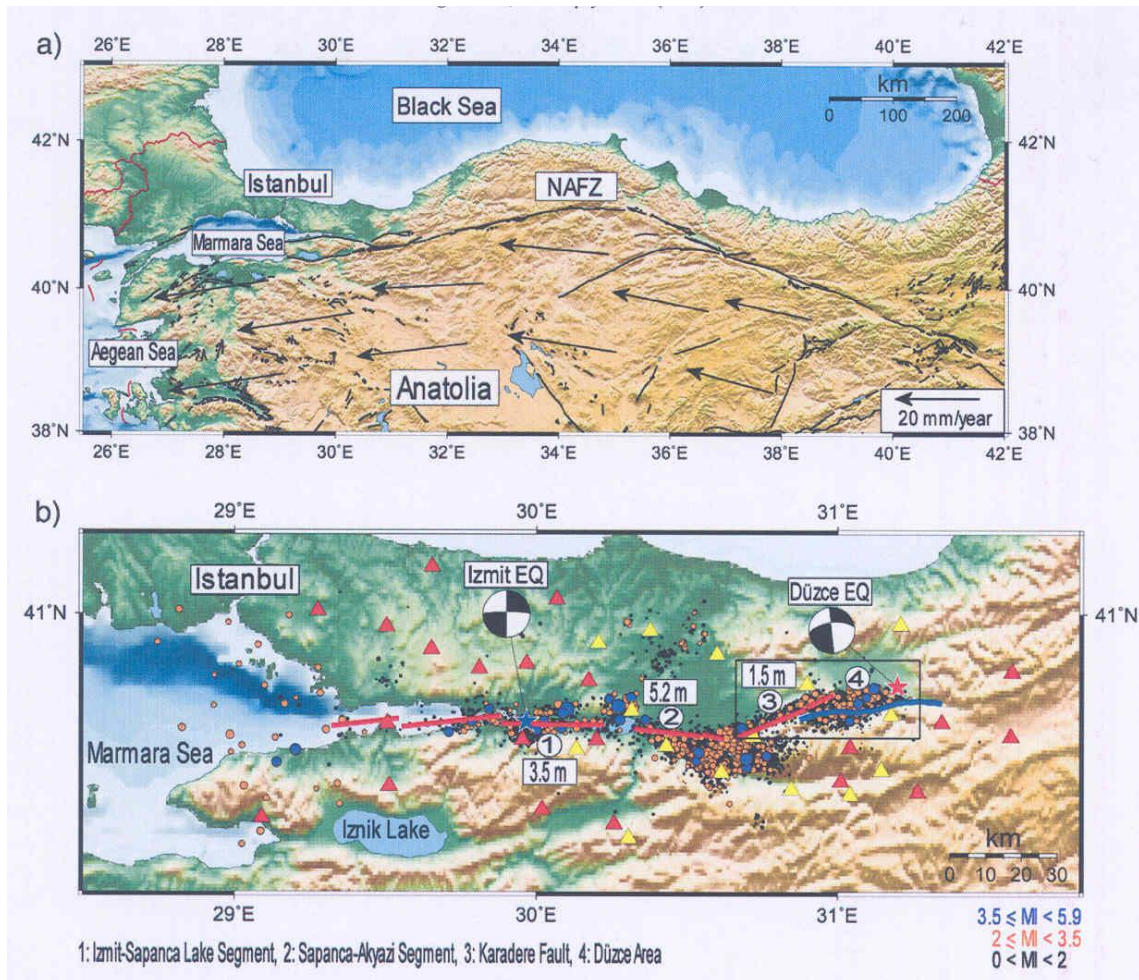 a)
26˚E 28˚E 30˚E 32˚E 34˚E 36˚E 38˚E 40˚E 42˚E
km
0 100 200
Black Sea
42˚N 42˚N
Istanbul
NAFZ
Marmara Sea
40˚N 40˚N
Aegean Sea
Anatolia
20 mm/year
38˚N 38˚N
26˚E 28˚E 30˚E 32˚E 34˚E 36˚E 38˚E 40˚E 42˚E
b)
29˚E 30˚E 31˚E
Istanbul
Izmit EQ
Düzce EQ
41˚N 41˚N
1.5 m
4
5.2 m
3
2
Marmara Sea
1
3.5 m
Iznik Lake
km
0 10 20 30
29˚E 30˚E 31˚E
3.5 ≤ Ml < 5.9
2 ≤ Ml < 3.5
0 < Ml < 2
1: Izmit-Sapanca Lake Segment, 2: Sapanca-Akyazi Segment, 3: Karadere Fault, 4: Düzce Area